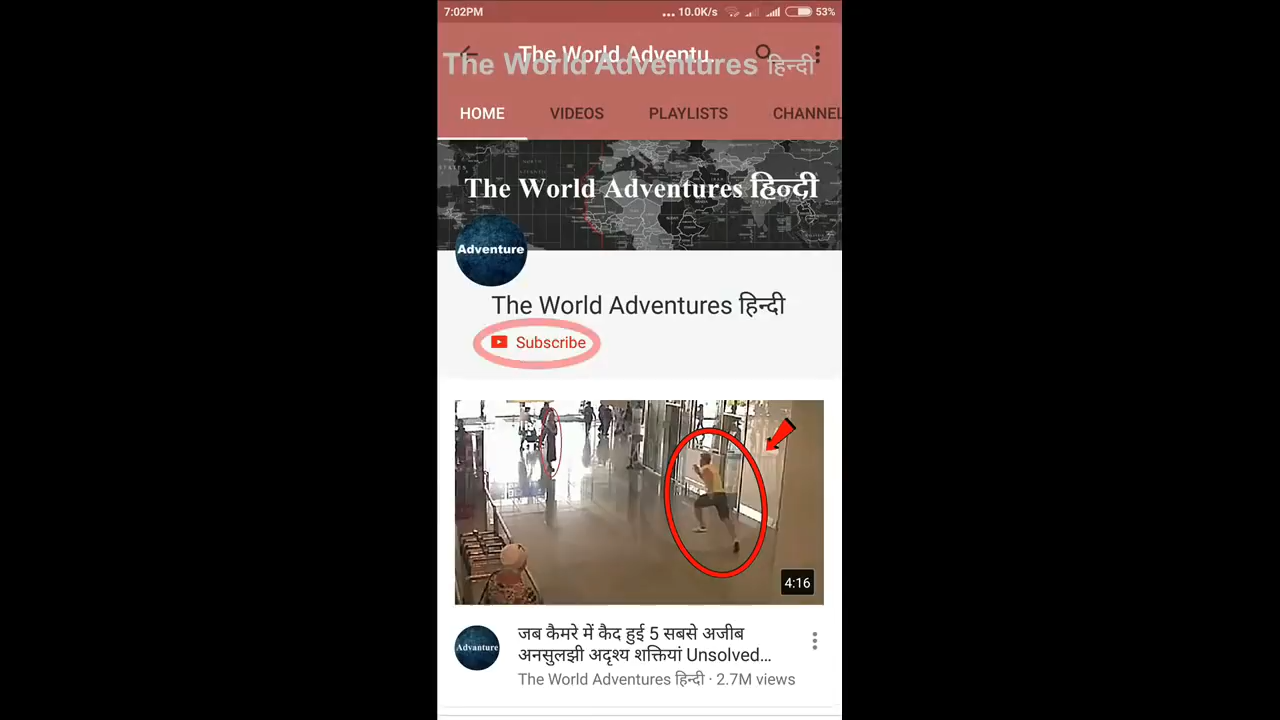 7:02PM ... 10.0K/s 53%
The World Adventu..
The World Adventures हिन्दी
HOME VIDEOS PLAYLISTS CHANNEL
The World Adventures हिन्दी
Adventure
The World Adventures हिन्दी
Subscribe
4:16
जब कैमरे में कैद हुई 5 सबसे अजीब
Advanture
अनसुलझी अदृश्य शक्तियां Unsolved...
The World Adventures हिन्दी · 2.7M views